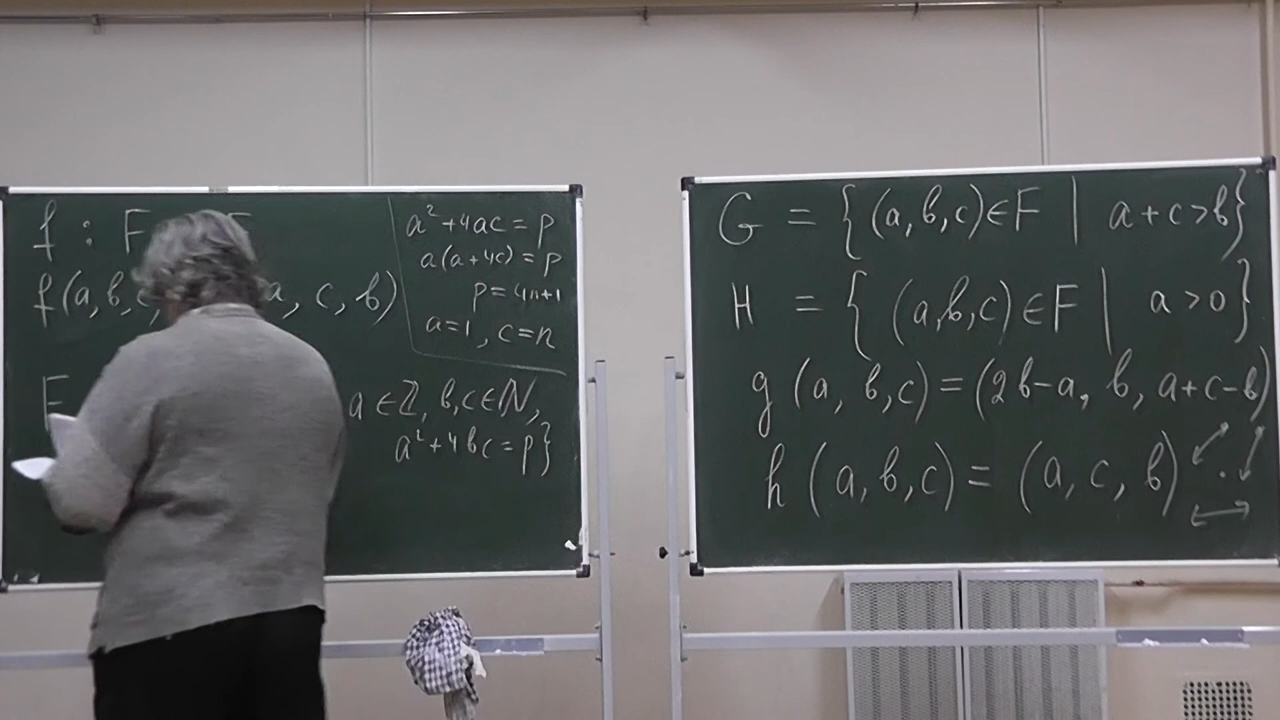 f : F F
f(a, b, c a, c, b)
F a ∈ ℤ, b, c ∈ ℕ,
a² + 4bc = p}
a² + 4ac = p
a(a + 4c) = p
p = 4n+1
a = 1, c = n
G = {(a, b, c) ∈ F | a + c > b}
H = {(a, b, c) ∈ F | a > 0}
g (a, b, c) = (2b - a, b, a + c - b)
h (a, b, c) = (a, c, b)